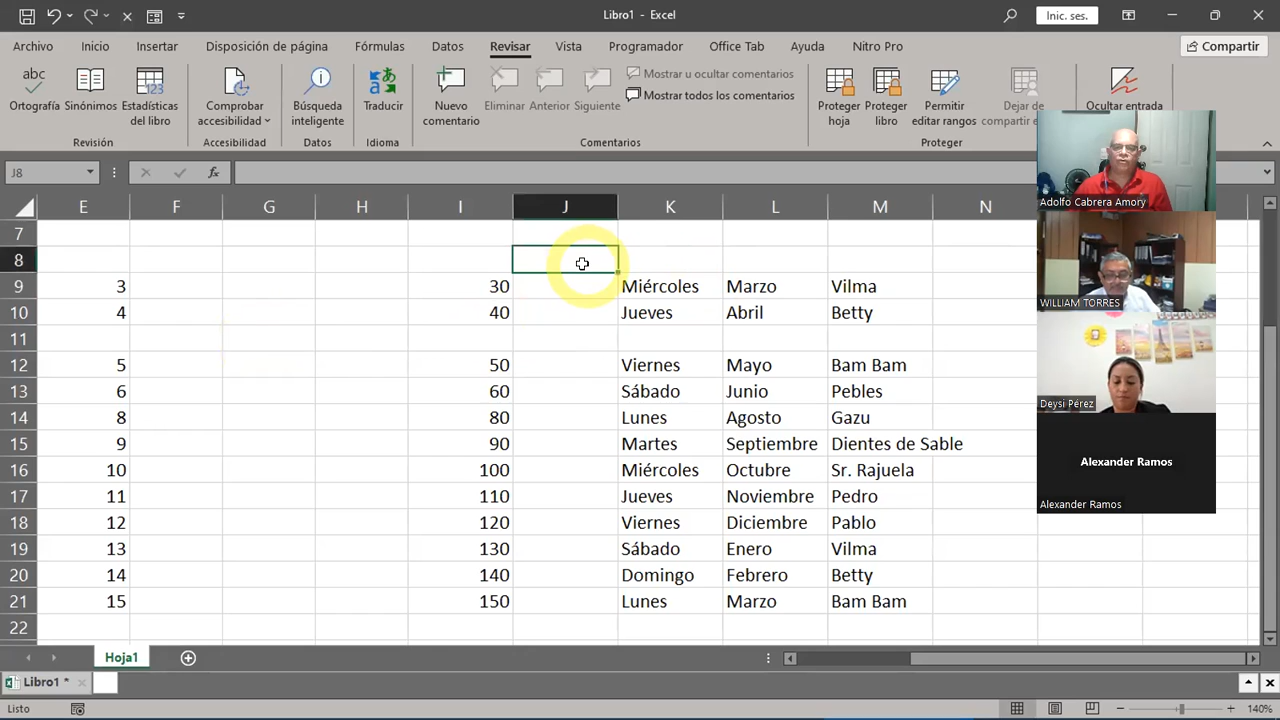 Libro1 - Excel
Inic. ses.
Archivo Inicio Insertar Disposición de página Fórmulas Datos Revisar Vista Programador Office Tab Ayuda Nitro Pro
Compartir
abc
Ortografía Sinónimos Estadísticas del libro
123
Comprobar accesibilidad
Búsqueda inteligente
Traducir
Nuevo comentario
Eliminar Anterior Siguiente
Mostrar u ocultar comentarios
Mostrar todos los comentarios
Proteger hoja
Proteger libro
Permitir editar rangos
Dejar de
Ocultar entrada
Revisión Accesibilidad Datos Idioma Comentarios Proteger
J8
fx
E F G H I J K L M N
7
8
9 3 30 Miércoles Marzo Vilma
10 4 40 Jueves Abril Betty
11
12 5 50 Viernes Mayo Bam Bam
13 6 60 Sábado Junio Pebles
14 8 80 Lunes Agosto Gazu
15 9 90 Martes Septiembre Dientes de Sable
16 10 100 Miércoles Octubre Sr. Rajuela
17 11 110 Jueves Noviembre Pedro
18 12 120 Viernes Diciembre Pablo
19 13 130 Sábado Enero Vilma
20 14 140 Domingo Febrero Betty
21 15 150 Lunes Marzo Bam Bam
22
Adolfo Cabrera Amory
WILLIAM TORRES
Deysi Pérez
Alexander Ramos
Alexander Ramos
Hoja1
Libro1 *
Listo
140%